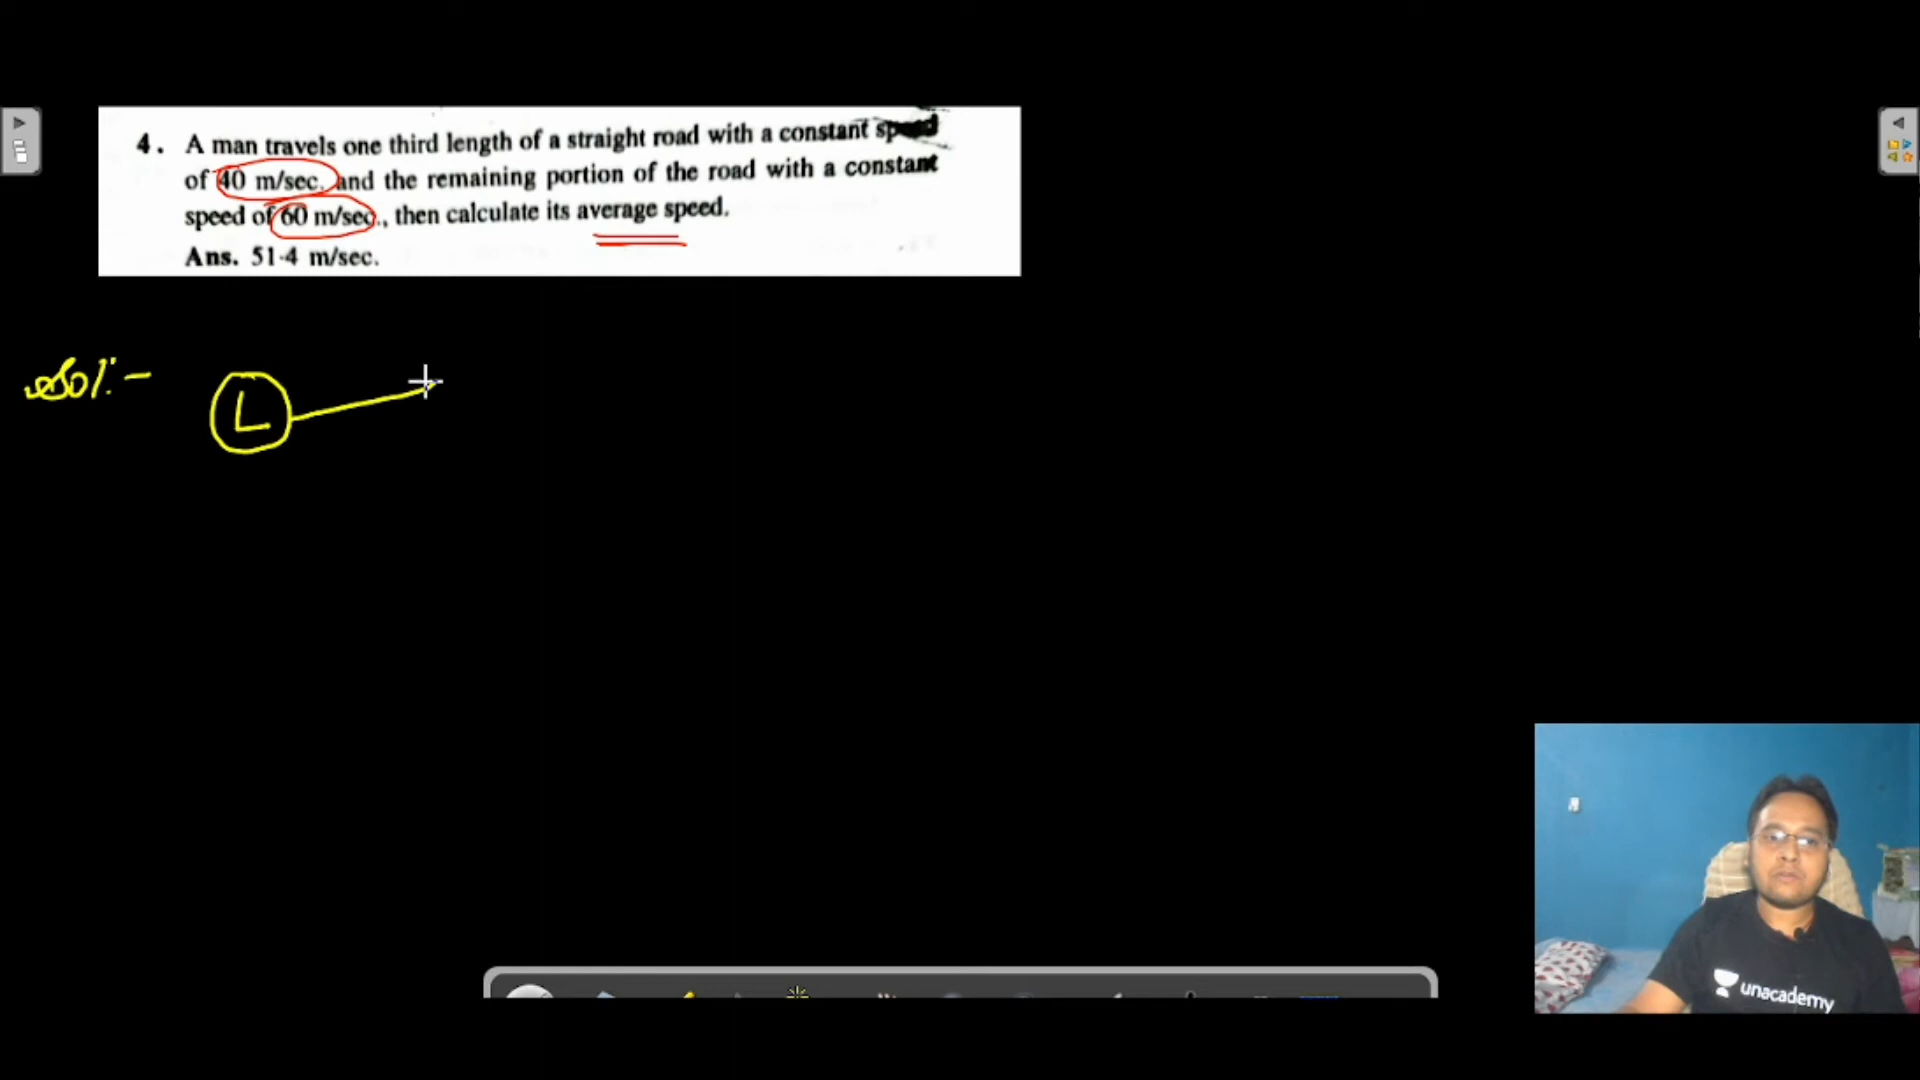 4. A man travels one third length of a straight road with a constant speed
of 40 m/sec. and the remaining portion of the road with a constant
speed of 60 m/sec., then calculate its average speed.
Ans. 51·4 m/sec.
Sol:-
L
unacademy